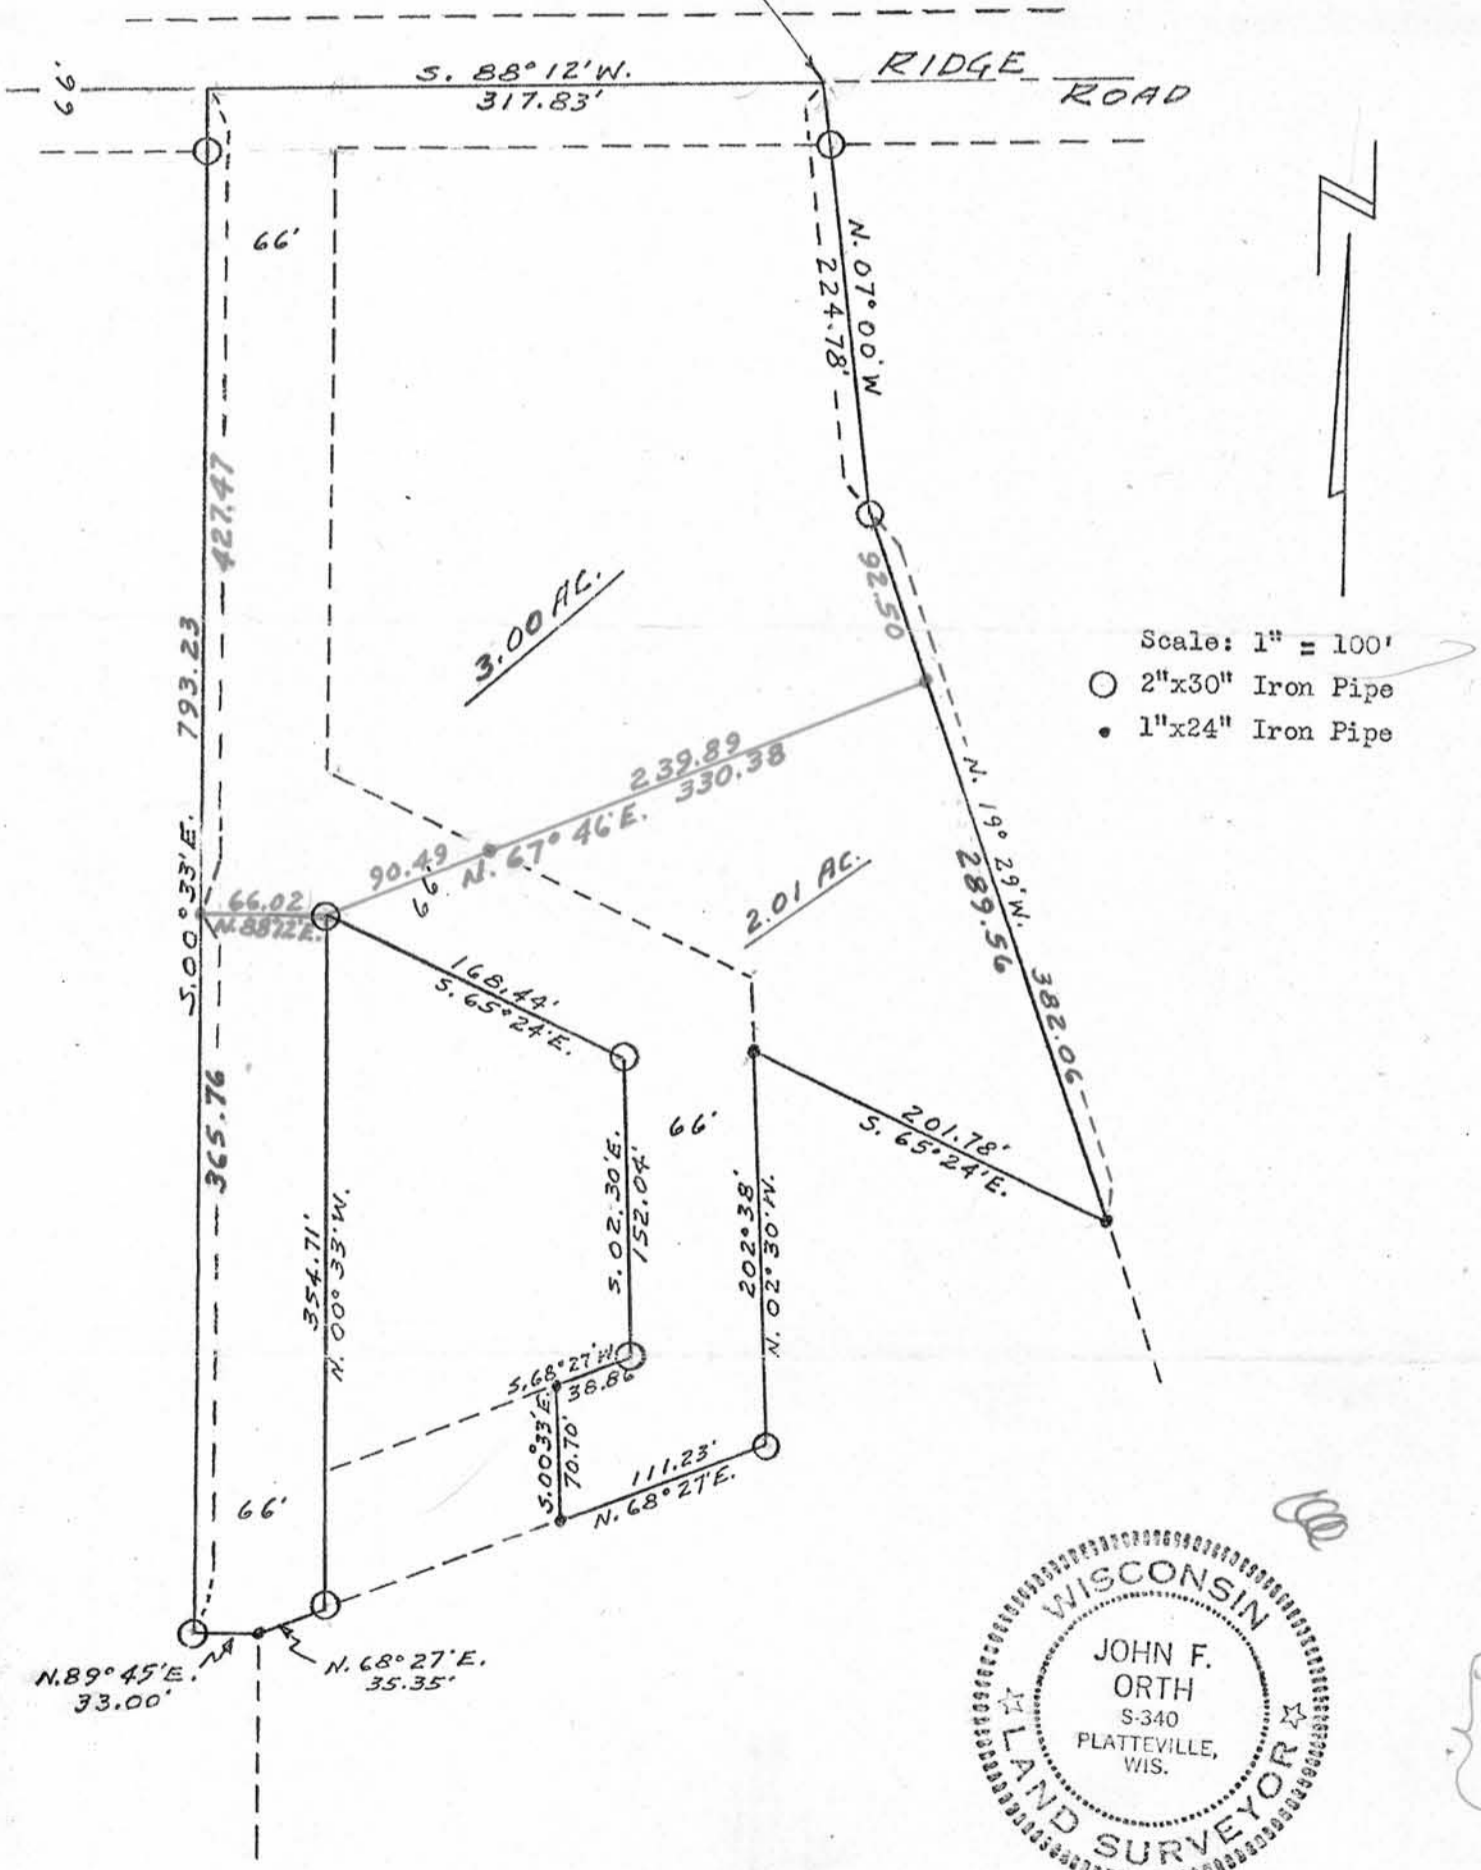 66'
S. 88° 12' W.
317.83'
RIDGE
ROAD
66'
N. 07° 00' W
224.78'
427.47
92.50
3.00 AC.
Scale: 1" = 100'
2"x30" Iron Pipe
1"x24" Iron Pipe
793.23
S. 00° 33' E.
239.89
330.38
N. 67° 46' E.
90.49
66'
N. 19° 29' W.
289.56
382.06
2.01 AC.
66.02
N. 88°12' E.
168.44'
S. 65° 24' E.
365.76
66'
201.78'
S. 65° 24' E.
S. 02° 30' E.
152.04'
202°38'
N. 02° 30' W.
354.71'
N. 00° 33' W.
S. 68° 27' W.
38.86
S. 00° 33' E.
70.70'
111.23'
N. 68° 27' E.
66'
N. 89° 45' E.
33.00'
N. 68° 27' E.
35.35'
WISCONSIN
JOHN F.
ORTH
S-340
PLATTEVILLE,
WIS.
LAND SURVEYOR